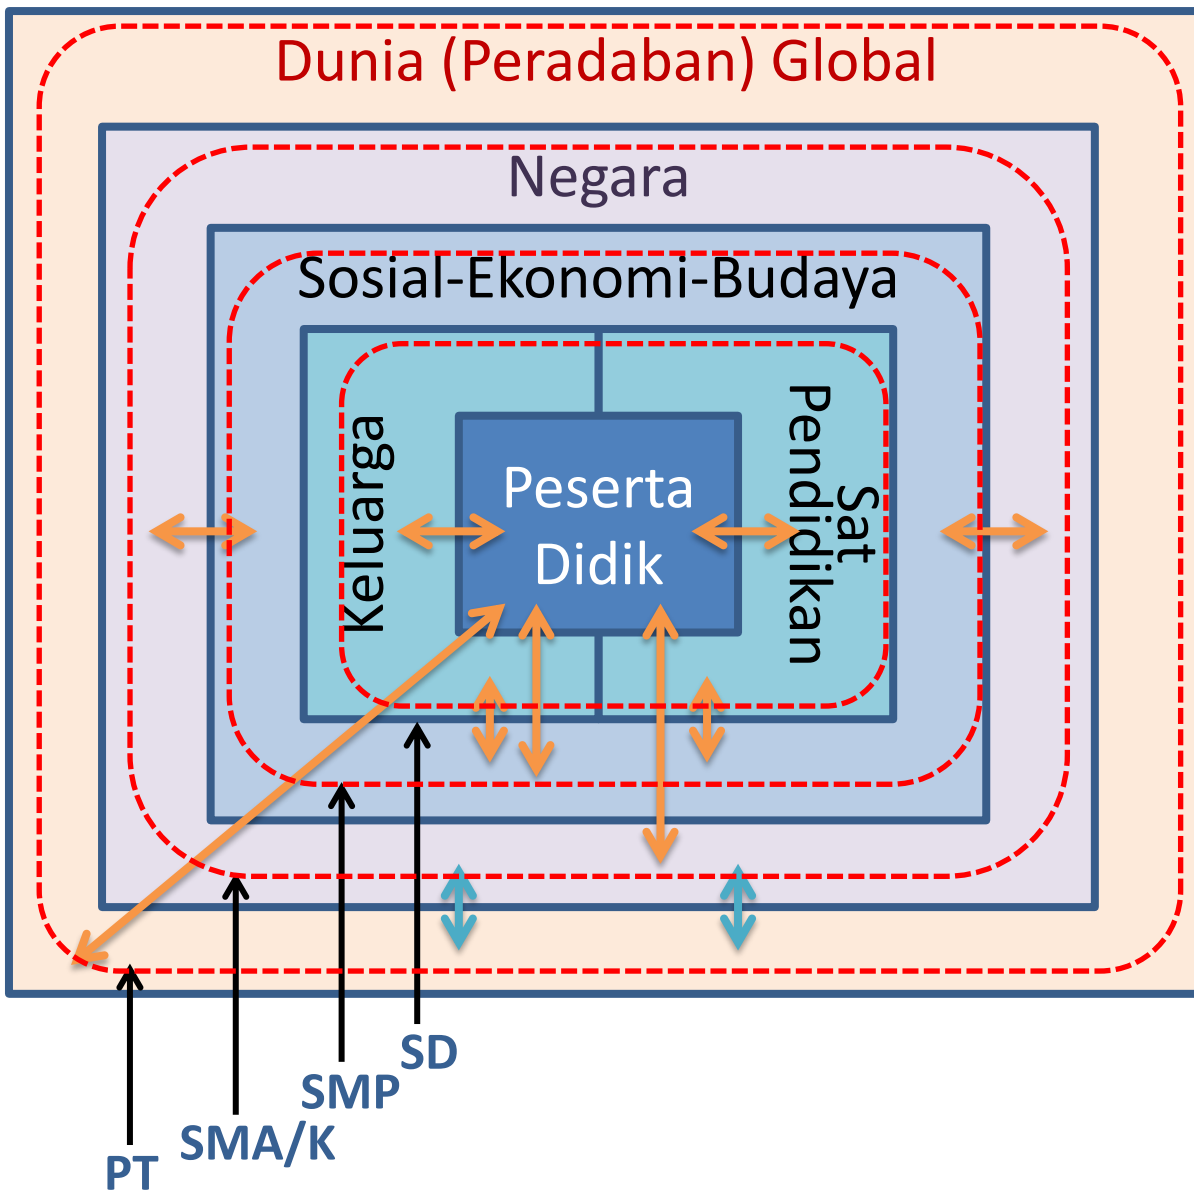 Dunia (Peradaban) Global
Negara
Sosial-Ekonomi-Budaya
Keluarga
Peserta
Didik
Sat
Pendidikan
SD
SMP
SMA/K
PT